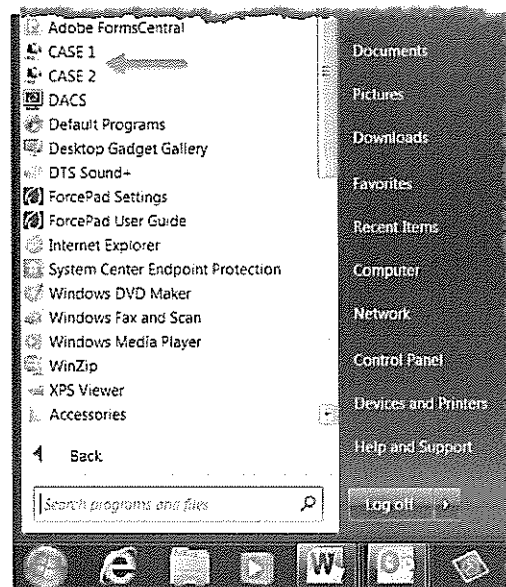 Adobe FormsCentral
CASE 1
CASE 2
DACS
Default Programs
Desktop Gadget Gallery
DTS Sound+
ForcePad Settings
ForcePad User Guide
Internet Explorer
System Center Endpoint Protection
Windows DVD Maker
Windows Fax and Scan
Windows Media Player
WinZip
XPS Viewer
Accessories
Back
Search programs and files
Documents
Pictures
Downloads
Favorites
Recent Items
Computer
Network
Control Panel
Devices and Printers
Help and Support
Log off